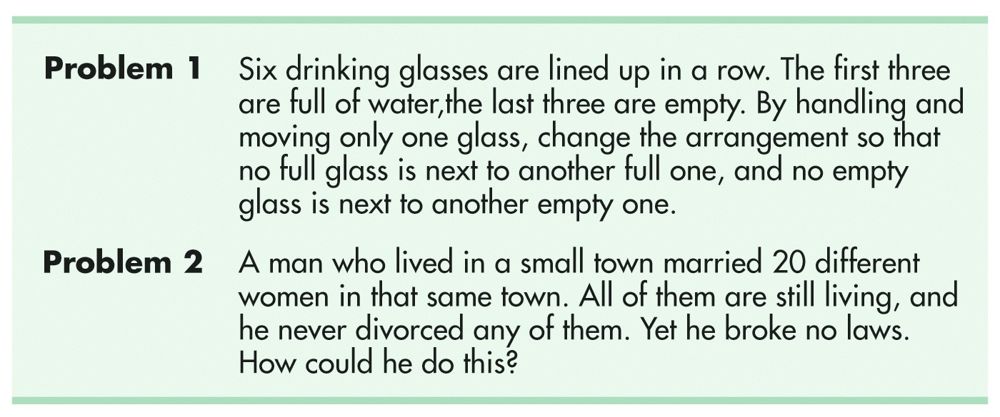 Problem 1 Six drinking glasses are lined up in a row. The first three
are full of water,the last three are empty. By handling and
moving only one glass, change the arrangement so that
no full glass is next to another full one, and no empty
glass is next to another empty one.
Problem 2 A man who lived in a small town married 20 different
women in that same town. All of them are still living, and
he never divorced any of them. Yet he broke no laws.
How could he do this?